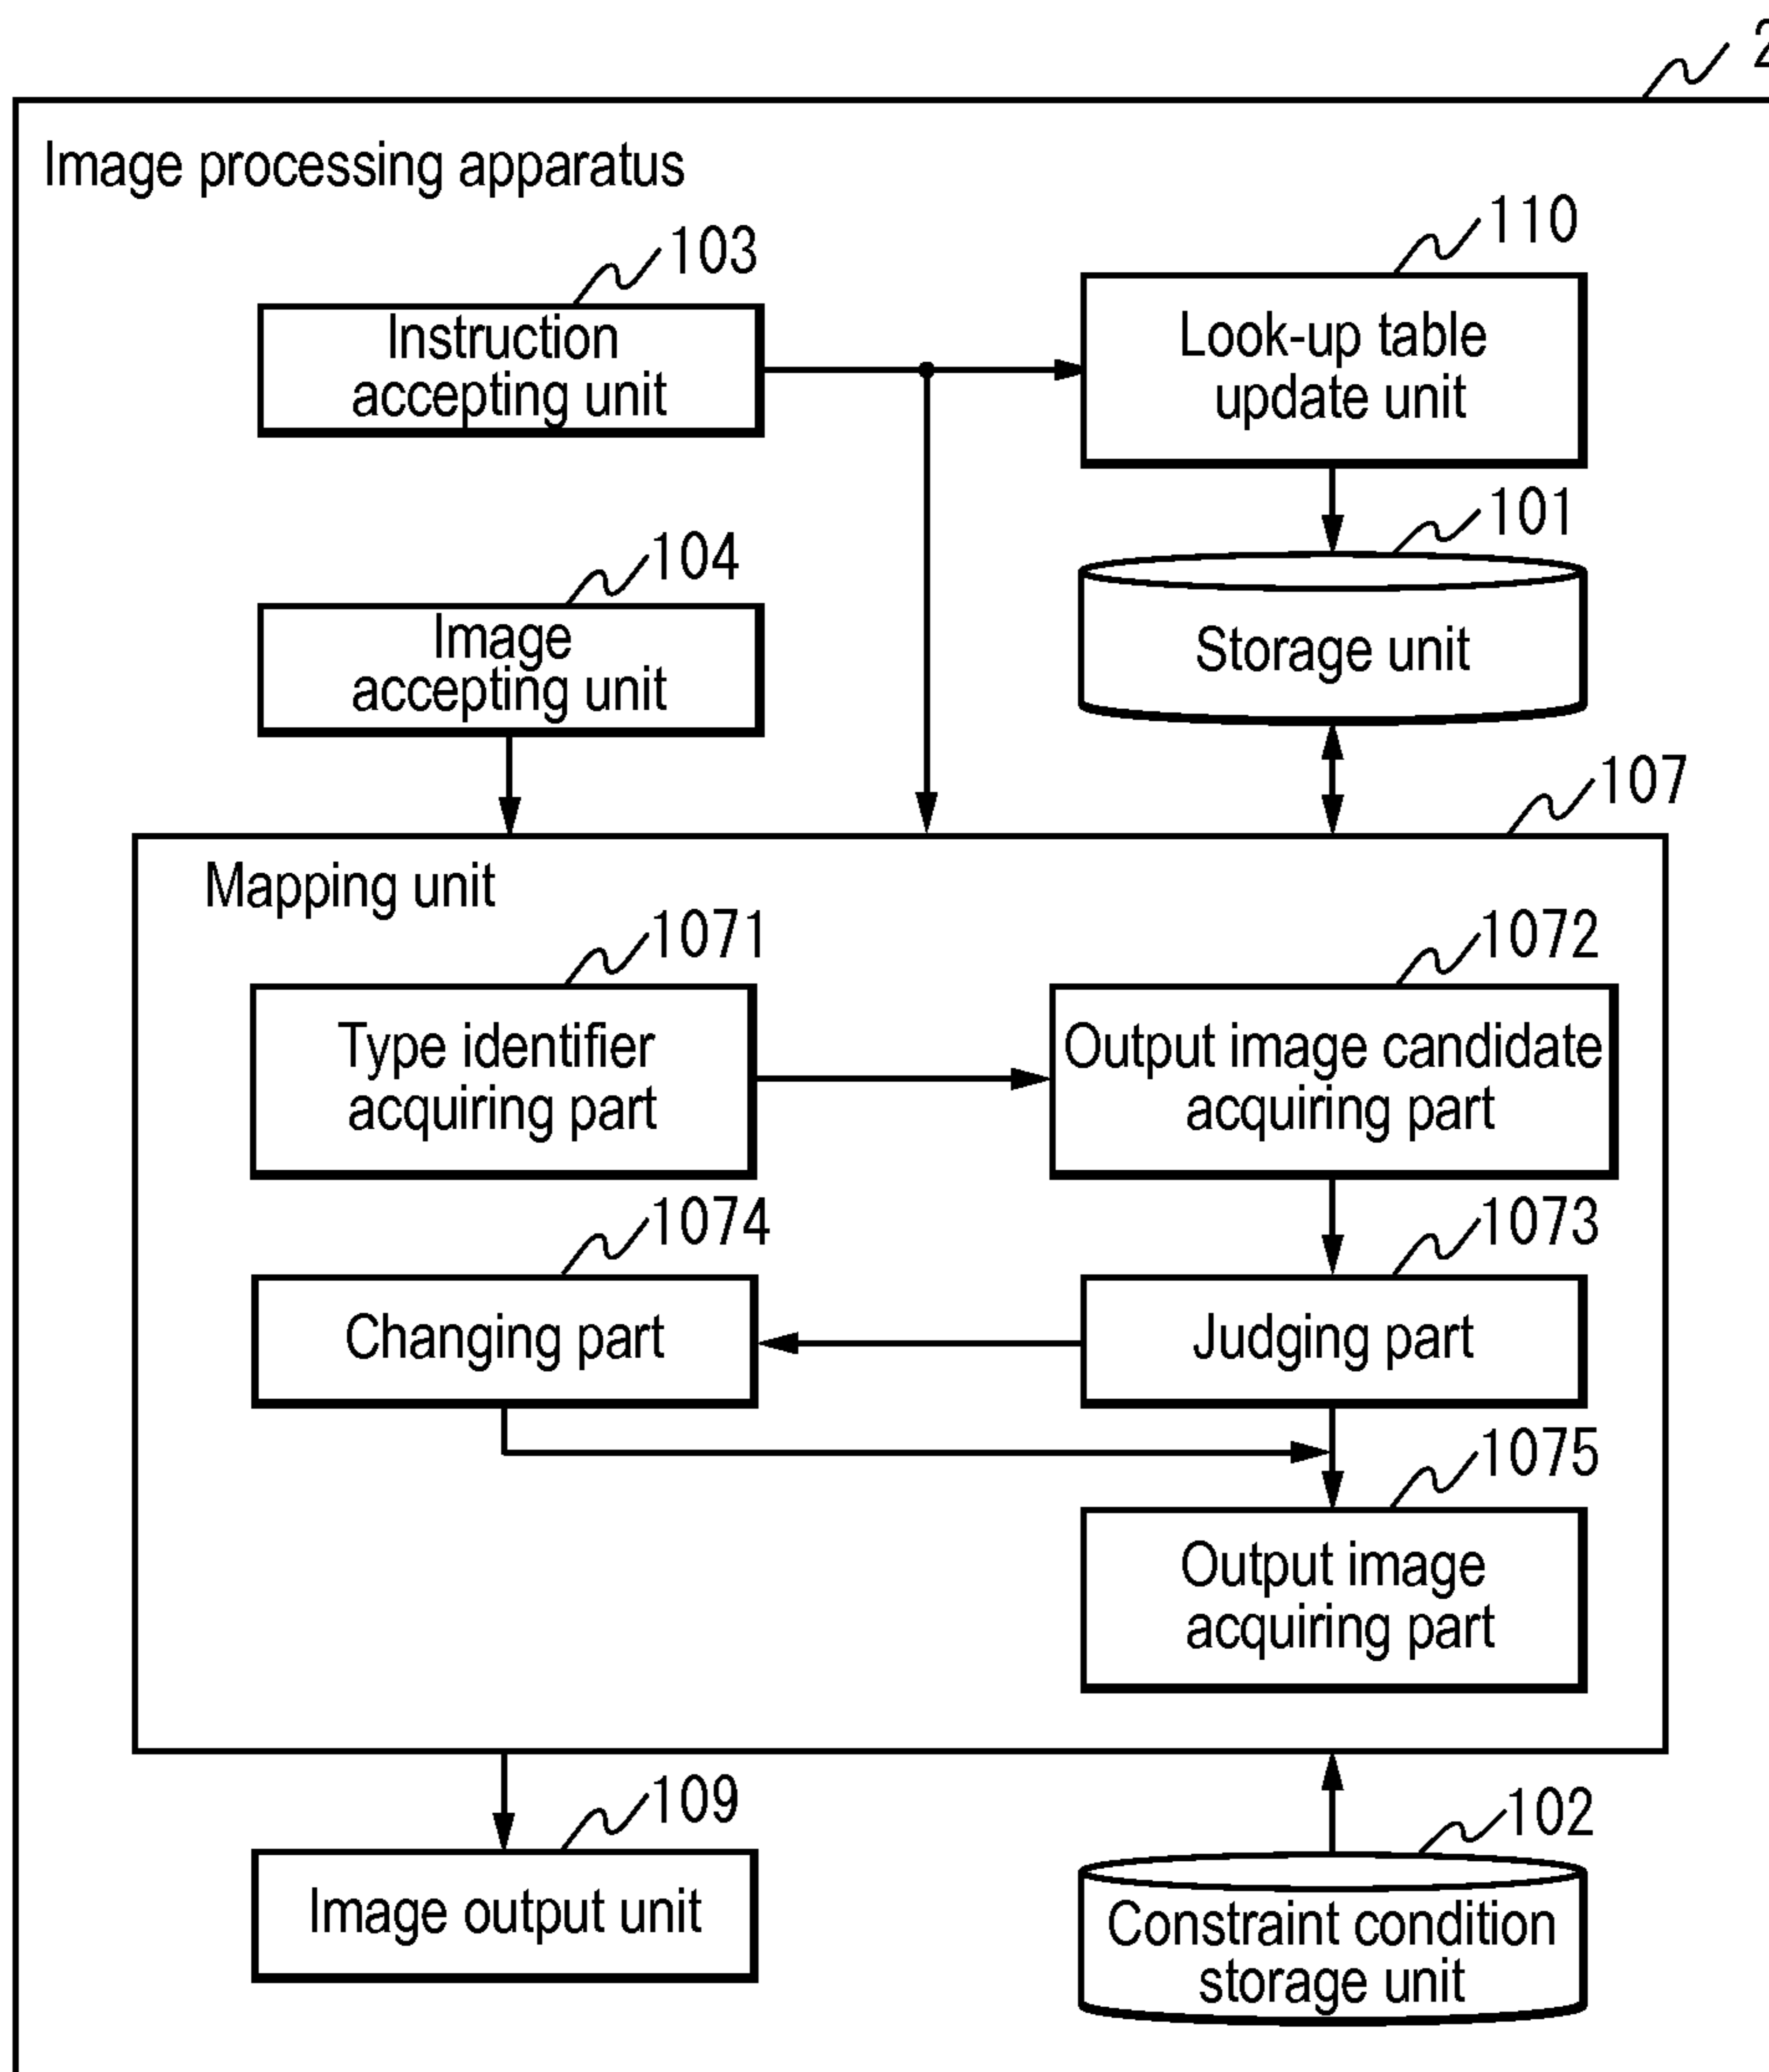 2
Image processing apparatus
103
110
Instruction
accepting unit
Look-up table
update unit
101
104
Image
accepting unit
Storage unit
107
Mapping unit
1071
1072
Type identifier
acquiring part
Output image candidate
acquiring part
1074
1073
Changing part
Judging part
1075
Output image
acquiring part
109
102
Image output unit
Constraint condition
storage unit